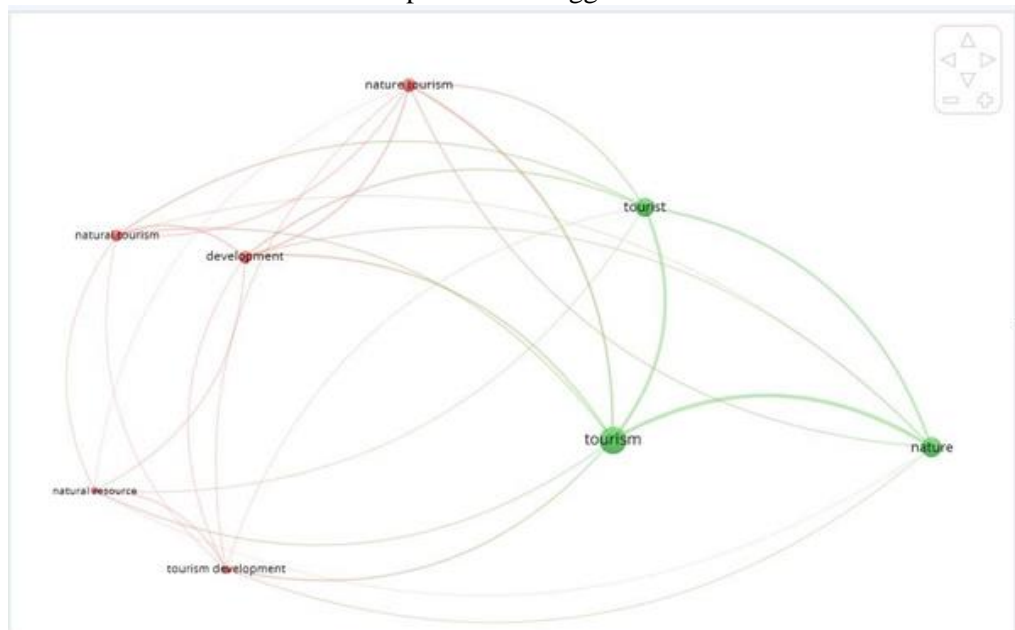 nature tourism
tourist
natural tourism
development
tourism
nature
natural resource
tourism development